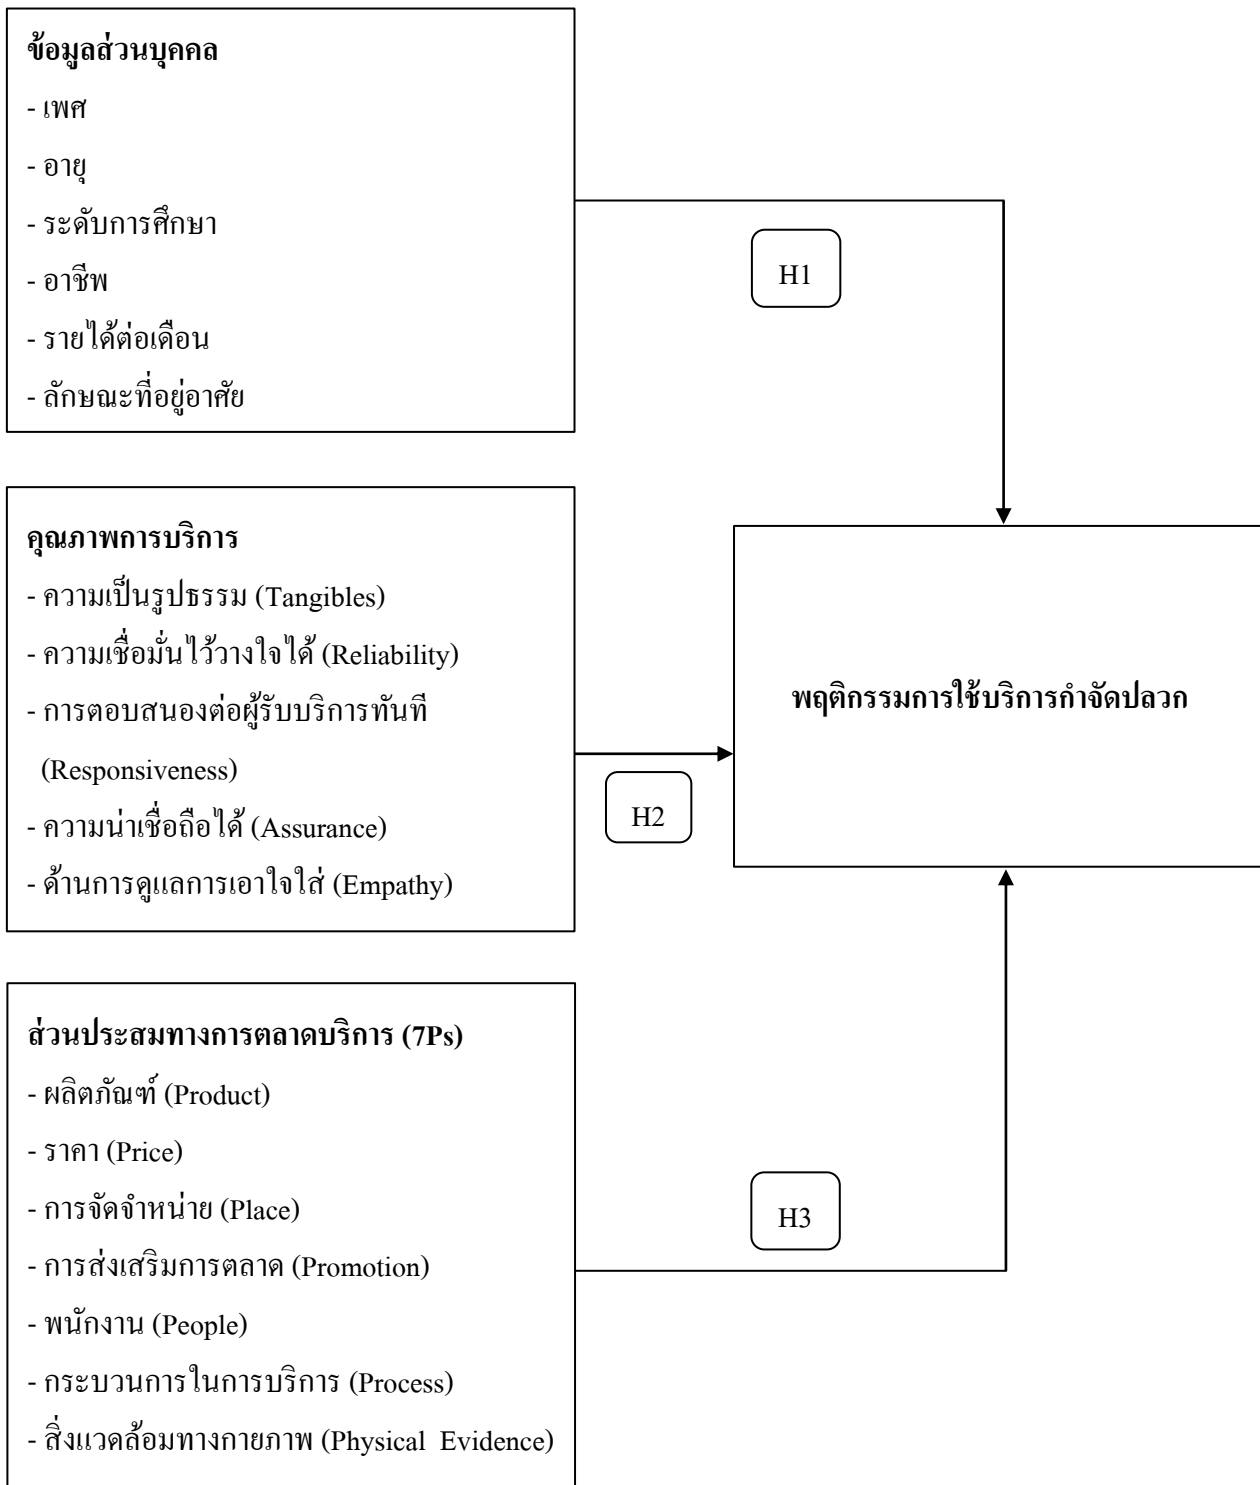 ข้อมูลส่วนบุคคล
- เพศ
- อายุ
- ระดับการศึกษา
- อาชีพ
- รายได้ต่อเดือน
- ลักษณะที่อยู่อาศัย
H1
คุณภาพการบริการ
- ความเป็นรูปธรรม (Tangibles)
- ความเชื่อมั่นไว้วางใจได้ (Reliability)
- การตอบสนองต่อผู้รับบริการทันที
(Responsiveness)
- ความน่าเชื่อถือได้ (Assurance)
- ด้านการดูแลการเอาใจใส่ (Empathy)
H2
พฤติกรรมการใช้บริการกำจัดปลวก
ส่วนประสมทางการตลาดบริการ (7Ps)
- ผลิตภัณฑ์ (Product)
- ราคา (Price)
- การจัดจำหน่าย (Place)
- การส่งเสริมการตลาด (Promotion)
- พนักงาน (People)
- กระบวนการในการบริการ (Process)
- สิ่งแวดล้อมทางกายภาพ (Physical Evidence)
H3